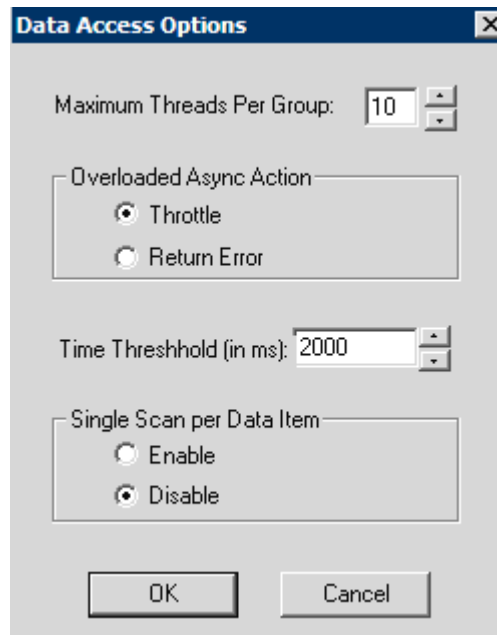 Data Access Options
Maximum Threads Per Group: 10
Overloaded Async Action
Throttle
Return Error
Time Threshhold (in ms): 2000
Single Scan per Data Item
Enable
Disable
OK Cancel